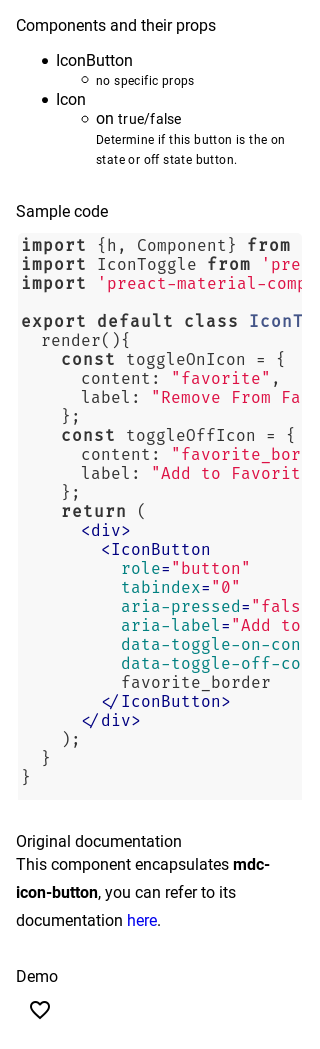 Components and their props
IconButton
no specific props
Icon
on true/false
Determine if this button is the on
state or off state button.
Sample code
import {h, Component} from
import IconToggle from 'pre
import 'preact-material-comp
export default class IconT
render(){
const toggleOnIcon = {
content: "favorite",
label: "Remove From Fa
};
const toggleOffIcon = {
content: "favorite_bor
label: "Add to Favorit
};
return (
<div>
<IconButton
role="button"
tabindex="0"
aria-pressed="fals
aria-label="Add to
data-toggle-on-con
data-toggle-off-co
favorite_border
</IconButton>
</div>
);
}
}
Original documentation
This component encapsulates mdc-
icon-button, you can refer to its
documentation here.
Demo